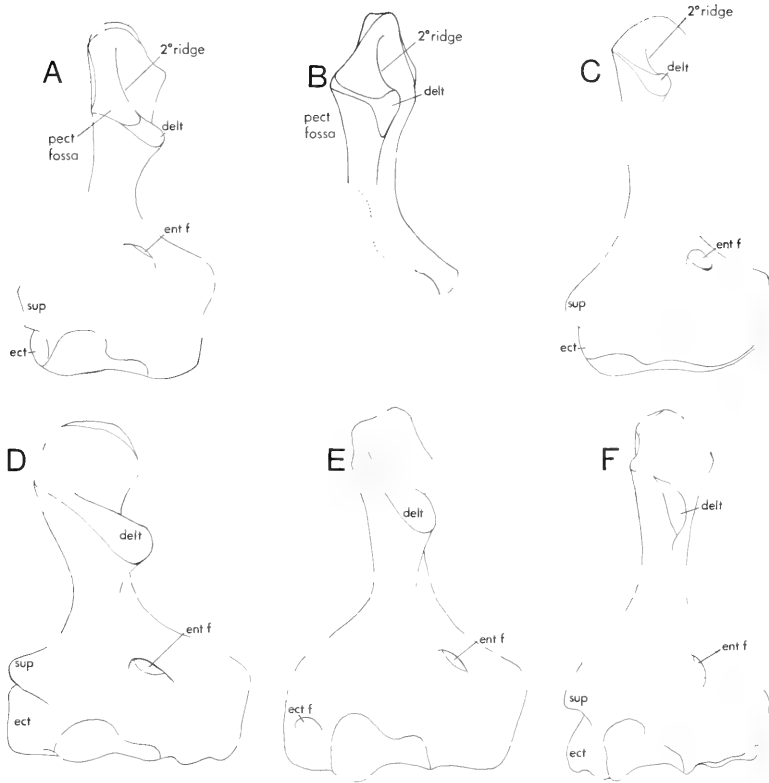 A
2° ridge
delt
pect
fossa
ent f
sup
ect
B
2° ridge
delt
pect
fossa
C
2° ridge
delt
ent f
sup
ect
D
delt
ent f
sup
ect
E
delt
ent f
ect f
F
delt
ent f
sup
ect